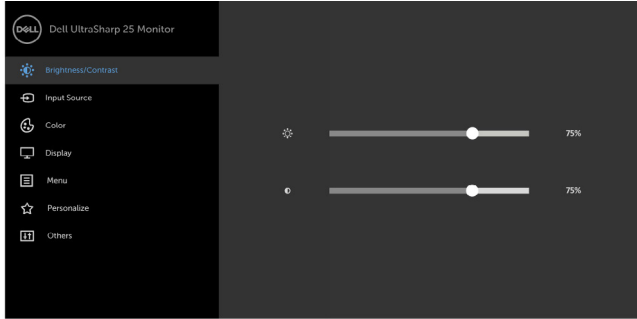 DELL
Dell UltraSharp 25 Monitor
Brightness/Contrast
Input Source
Color
Display
Menu
Personalize
Others
75%
75%